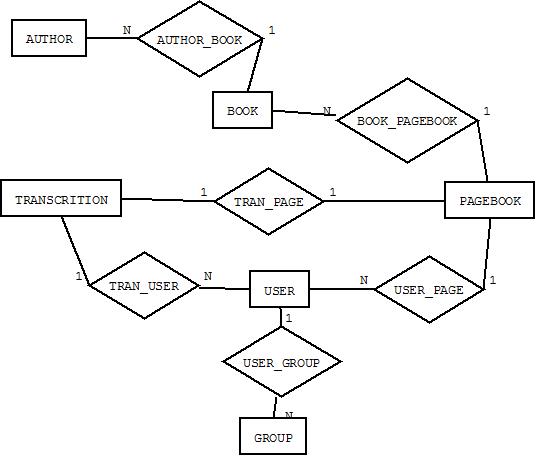 AUTHOR N AUTHOR_BOOK 1
BOOK N BOOK_PAGEBOOK 1
TRANSCRITION 1 TRAN_PAGE 1 PAGEBOOK
1 TRAN_USER N USER N USER_PAGE 1
1
USER_GROUP
N
GROUP